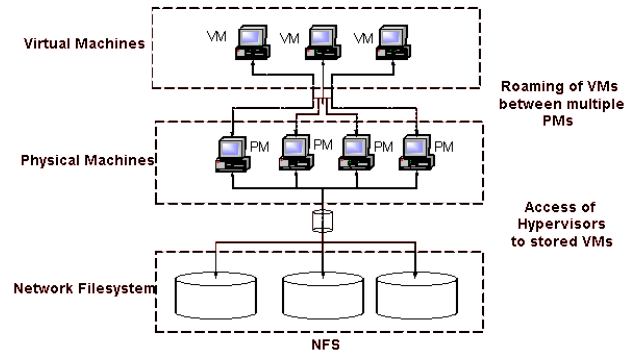 Virtual Machines
VM VM VM
Roaming of VMs
between multiple
PMs
Physical Machines
PM PM PM PM
Access of
Hypervisors
to stored VMs
Network Filesystem
NFS